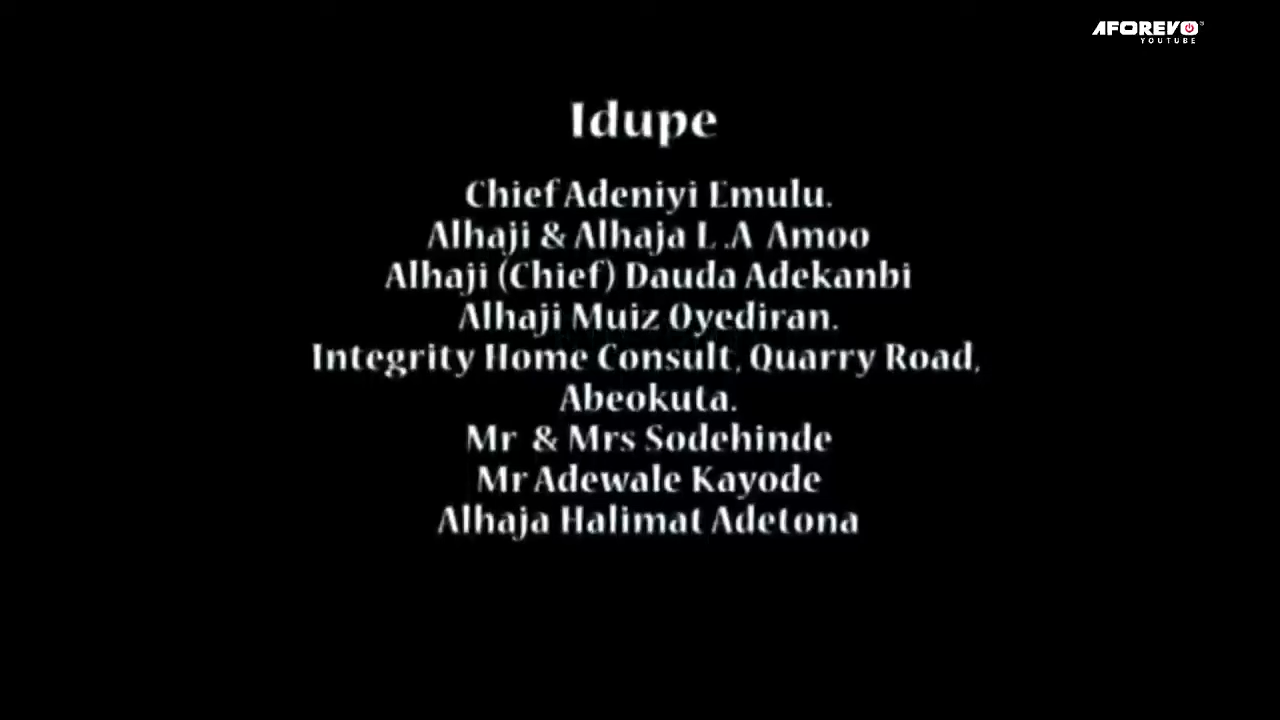 AFOREVO
YOUTUBE
Idupe
Chief Adeniyi Emulu.
Alhaji & Alhaja L .A Amoo
Alhaji (Chief) Dauda Adekanbi
Alhaji Muiz Oyediran.
Integrity Home Consult, Quarry Road,
Abeokuta.
Mr & Mrs Sodehinde
Mr Adewale Kayode
Alhaja Halimat Adetona